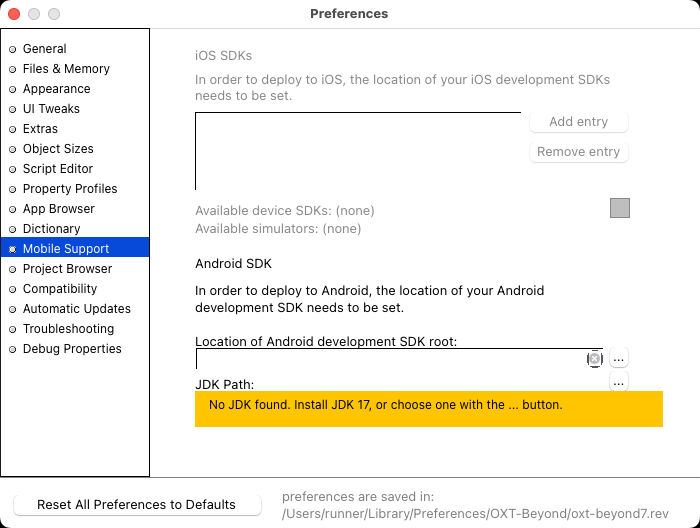 Preferences
General
Files & Memory
Appearance
UI Tweaks
Extras
Object Sizes
Script Editor
Property Profiles
App Browser
Dictionary
Mobile Support
Project Browser
Compatibility
Automatic Updates
Troubleshooting
Debug Properties
iOS SDKs
In order to deploy to iOS, the location of your iOS development SDKs
needs to be set.
Add entry
Remove entry
Available device SDKs: (none)
Available simulators: (none)
Android SDK
In order to deploy to Android, the location of your Android
development SDK needs to be set.
Location of Android development SDK root:
...
JDK Path:
...
No JDK found. Install JDK 17, or choose one with the ... button.
Reset All Preferences to Defaults
preferences are saved in:
/Users/runner/Library/Preferences/OXT-Beyond/oxt-beyond7.rev